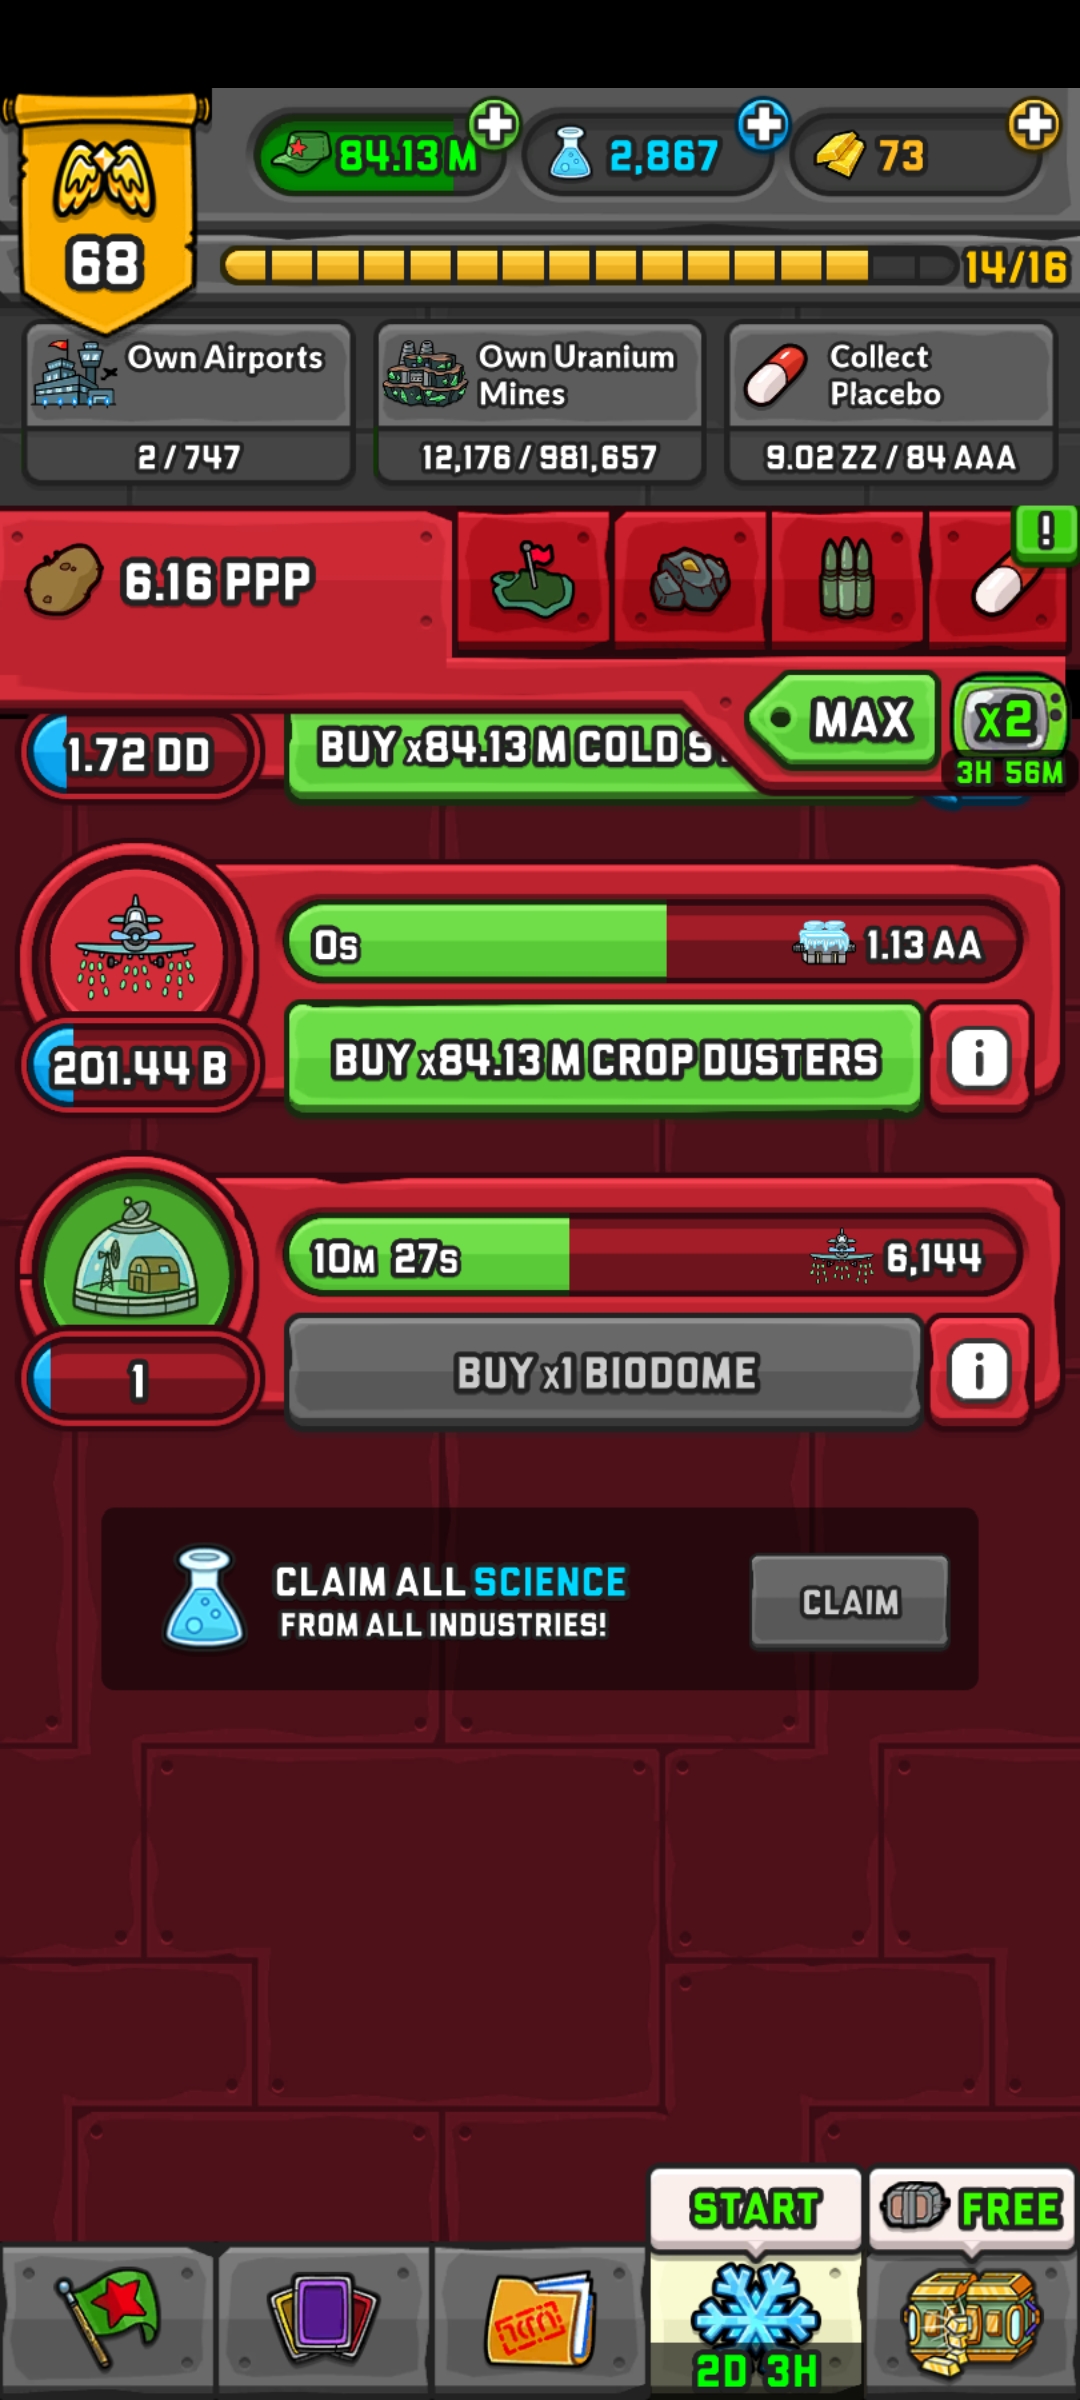 84.13 M
2,867
73
68
14/16
Own Airports
2 / 747
Own Uranium
Mines
12,176 / 981,657
Collect
Placebo
9.02 ZZ / 84 AAA
6.16 PPP
!
MAX
x2
3H 56M
1.72 DD
BUY x84.13 M COLD S
0s
1.13 AA
201.44 B
BUY x84.13 M CROP DUSTERS
i
10M 27s
6,144
1
BUY x1 BIODOME
i
CLAIM ALL SCIENCE
FROM ALL INDUSTRIES!
CLAIM
START
FREE
2D 3H